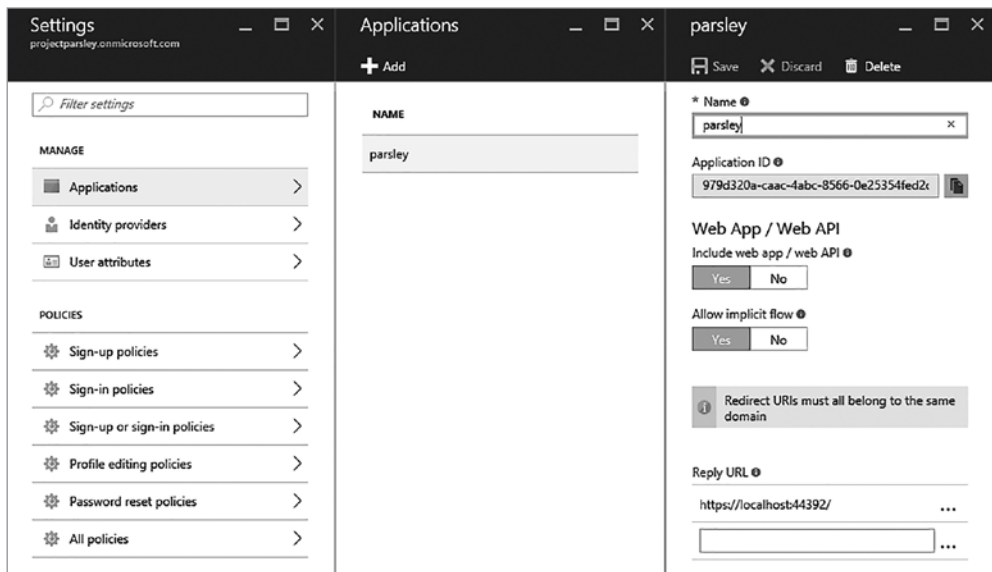 Settings
projectparsley.onmicrosoft.com
Filter settings
MANAGE
Applications
Identity providers
User attributes
POLICIES
Sign-up policies
Sign-in policies
Sign-up or sign-in policies
Profile editing policies
Password reset policies
All policies
Applications
Add
NAME
parsley
parsley
Save Discard Delete
* Name
parsley
Application ID
979d320a-caac-4abc-8566-0e25354fed2c
Web App / Web API
Include web app / web API
Yes No
Allow implicit flow
Yes No
Redirect URIs must all belong to the same
domain
Reply URL
https://localhost:44392/